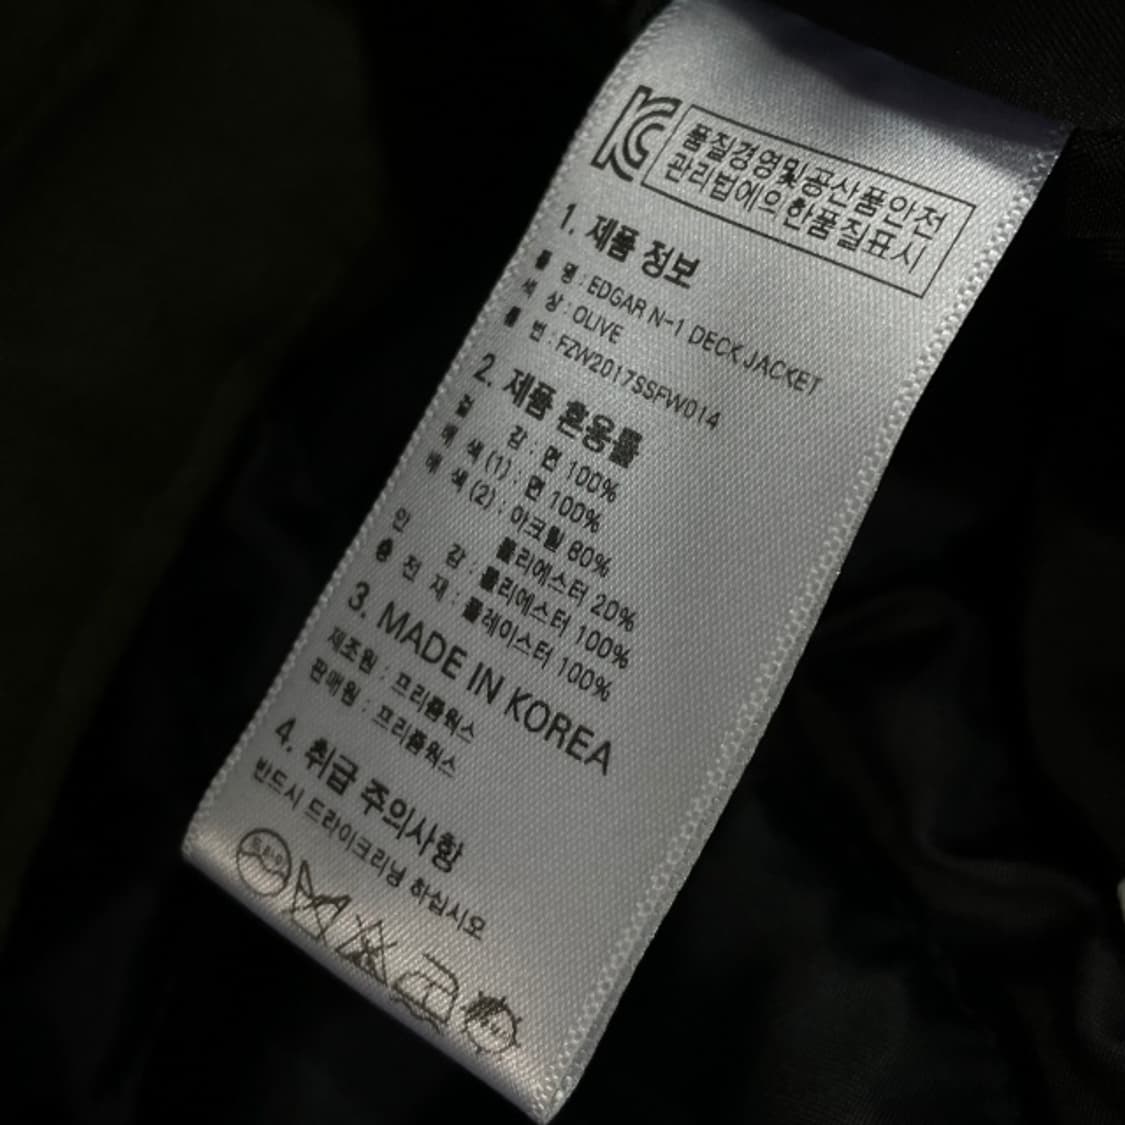 품질경영및공산품안전
관리법에의한품질표시
1. 제품 정보
품 명 : EDGAR N-1 DECK JACKET
색 상 : OLIVE
품 번 : FZW2017SSFW014
2. 제품 혼용률
겉 감 : 면 100%
배 색 (1) : 면 100%
배 색 (2) : 아크릴 80%
폴리에스터 20%
안 감 : 폴리에스터 100%
충 전 재 : 폴레이스터 100%
3. MADE IN KOREA
제조원 : 프리즘웍스
판매원 : 프리즘웍스
4. 취급 주의사항
반드시 드라이크리닝 하십시오
드라이